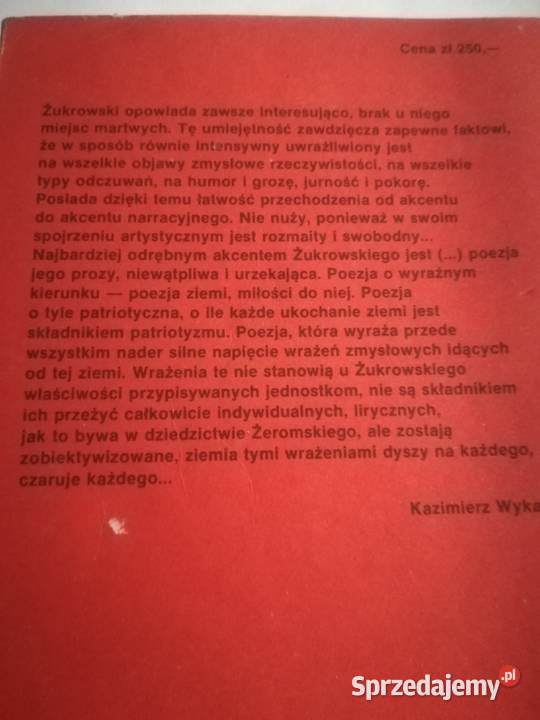 Cena zł 250,—
Żukrowski opowiada zawsze interesująco, brak u niego
miejsc martwych. Tę umiejętność zawdzięcza zapewne faktowi,
że w sposób równie intensywny uwrażliwiony jest
na wszelkie objawy zmysłowe rzeczywistości, na wszelkie
typy odczuwań, na humor i grozę, jurność i pokorę.
Posiada dzięki temu łatwość przechodzenia od akcentu
do akcentu narracyjnego. Nie nuży, ponieważ w swoim
spojrzeniu artystycznym jest rozmaity i swobodny...
Najbardziej odrębnym akcentem Żukrowskiego jest (...) poezja
jego prozy, niewątpliwa i urzekająca. Poezja o wyraźnym
kierunku — poezja ziemi, miłości do niej. Poezja
o tyle patriotyczna, o ile każde ukochanie ziemi jest
składnikiem patriotyzmu. Poezja, która wyraża przede
wszystkim nader silne napięcie wrażeń zmysłowych idących
od tej ziemi. Wrażenia te nie stanowią u Żukrowskiego
właściwości przypisywanych jednostkom, nie są składnikiem
ich przeżyć całkowicie indywidualnych, lirycznych,
jak to bywa w dziedzictwie Żeromskiego, ale zostają
zobiektywizowane, ziemia tymi wrażeniami dyszy na każdego,
czaruje każdego...
Kazimierz Wyka
Sprzedajemy.pl